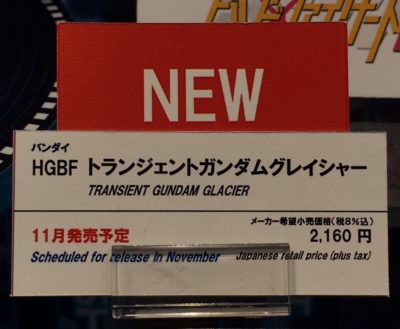 NEW
バンダイ
HGBF トランジェントガンダムグレイシャー
TRANSIENT GUNDAM GLACIER
メーカー希望小売価格(税8%込)
11月発売予定 2,160 円
Scheduled for release in November Japanese retail price (plus tax)